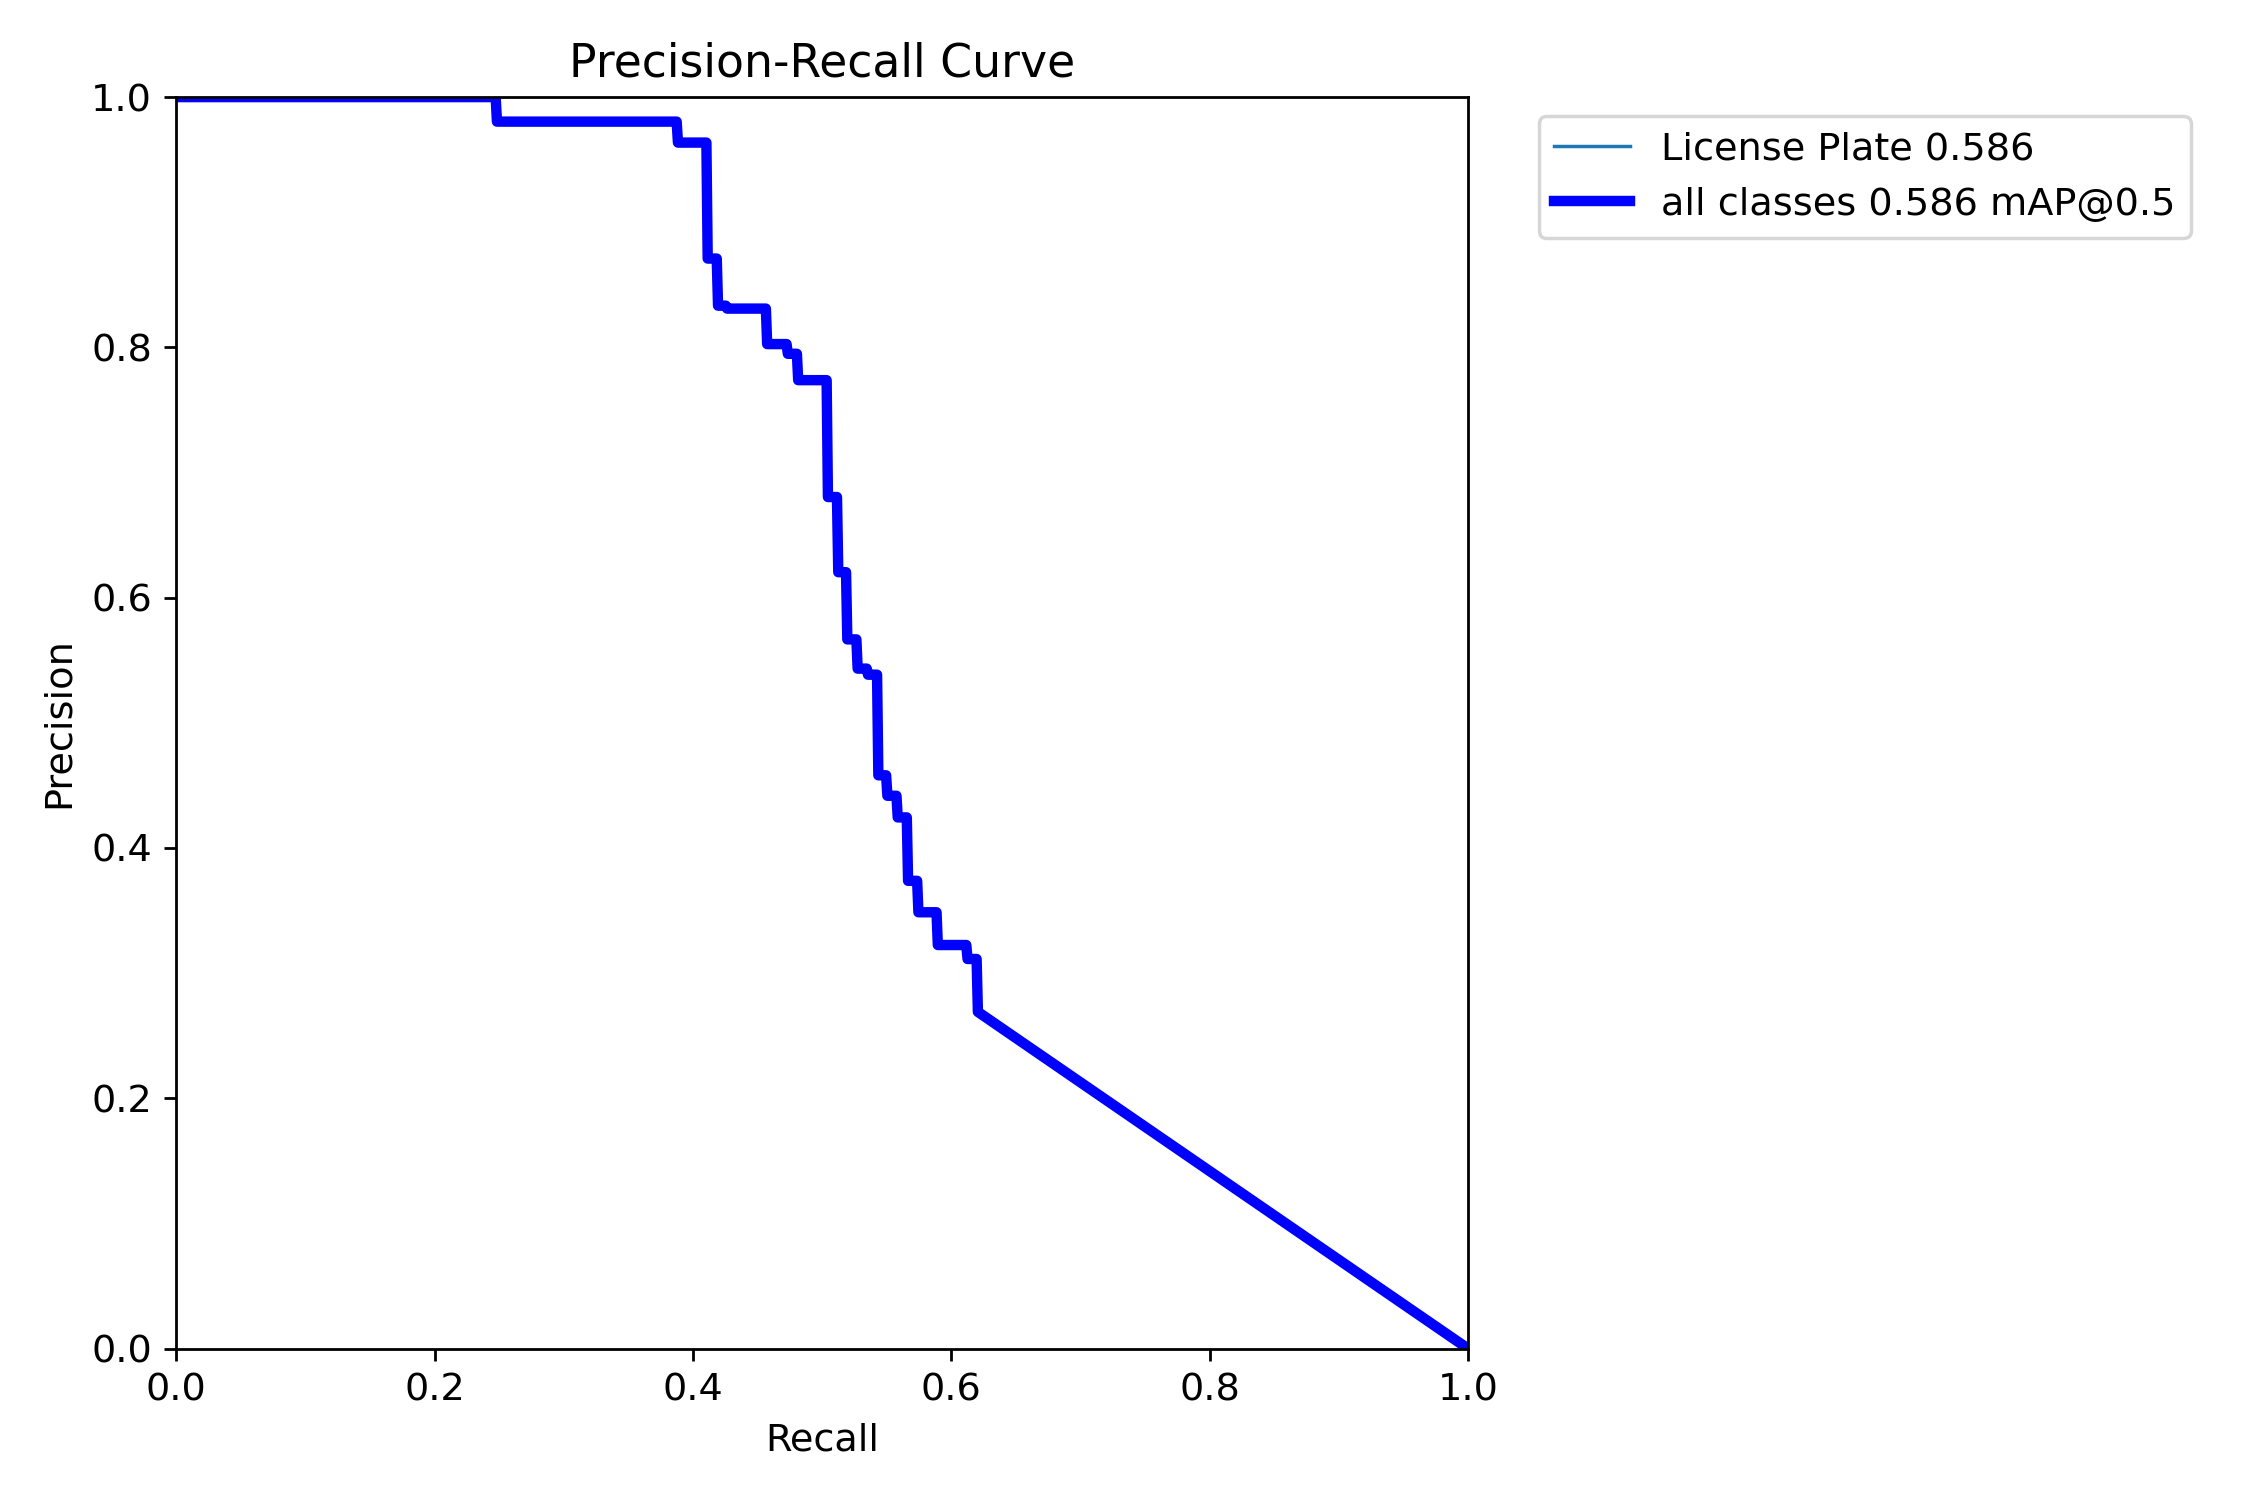 Precision-Recall Curve
License Plate 0.586
all classes 0.586 mAP@0.5
Precision
1.0
0.8
0.6
0.4
0.2
0.0
0.0 0.2 0.4 0.6 0.8 1.0
Recall